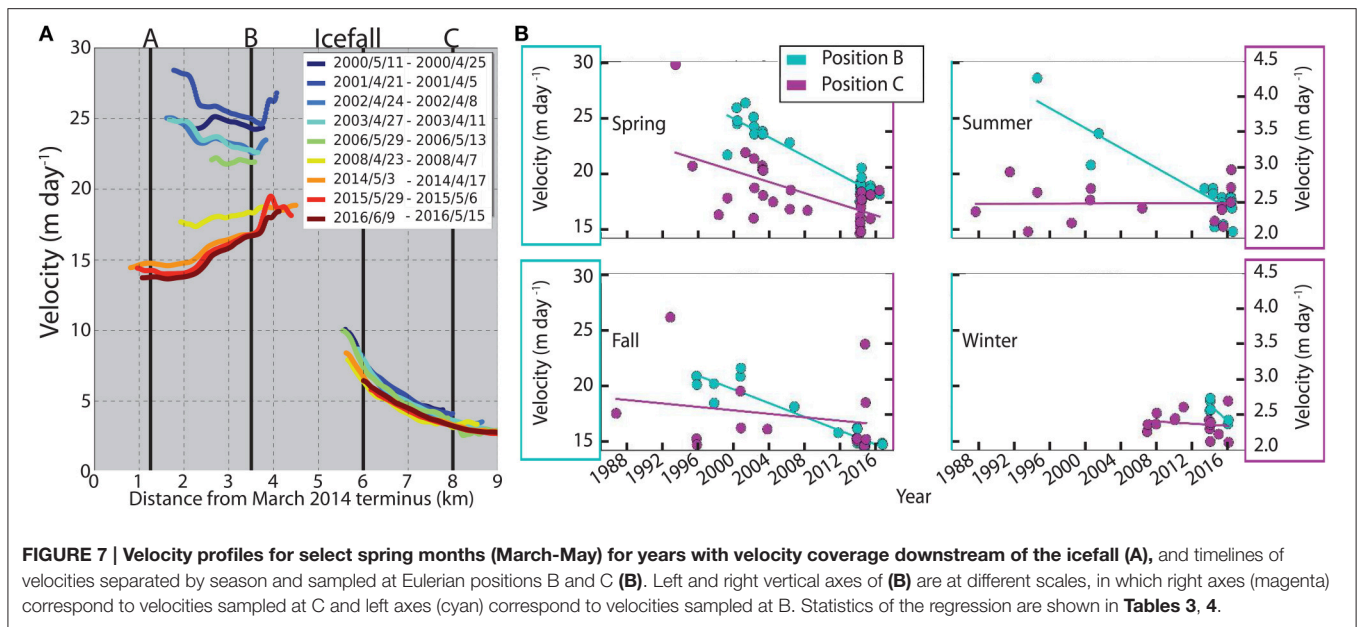 A
A B Icefall C
2000/5/11 - 2000/4/25
2001/4/21 - 2001/4/5
2002/4/24 - 2002/4/8
2003/4/27 - 2003/4/11
2006/5/29 - 2006/5/13
2008/4/23 - 2008/4/7
2014/5/3 - 2014/4/17
2015/5/29 - 2015/5/6
2016/6/9 - 2016/5/15
Velocity (m day⁻¹)
30
25
20
15
10
5
0
0 1 2 3 4 5 6 7 8 9
Distance from March 2014 terminus (km)
B
Position B
Position C
Velocity (m day⁻¹)
30
25
20
15
Spring
Summer
4.5
4.0
3.5
3.0
2.5
2.0
Velocity (m day⁻¹)
Velocity (m day⁻¹)
30
25
20
15
Fall
Winter
4.5
4.0
3.5
3.0
2.5
2.0
Velocity (m day⁻¹)
1988 1992 1996 2000 2004 2008 2012 2016
1988 1992 1996 2000 2004 2008 2012 2016
Year
FIGURE 7 | Velocity profiles for select spring months (March-May) for years with velocity coverage downstream of the icefall (A), and timelines of
velocities separated by season and sampled at Eulerian positions B and C (B). Left and right vertical axes of (B) are at different scales, in which right axes (magenta)
correspond to velocities sampled at C and left axes (cyan) correspond to velocities sampled at B. Statistics of the regression are shown in Tables 3, 4.